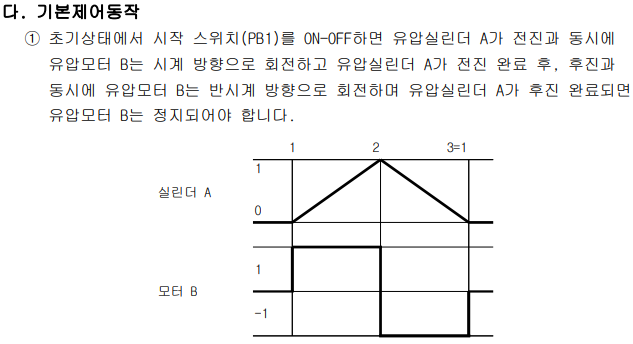 다. 기본제어동작
① 초기상태에서 시작 스위치(PB1)를 ON-OFF하면 유압실린더 A가 전진과 동시에
유압모터 B는 시계 방향으로 회전하고 유압실린더 A가 전진 완료 후, 후진과
동시에 유압모터 B는 반시계 방향으로 회전하며 유압실린더 A가 후진 완료되면
유압모터 B는 정지되어야 합니다.
1 2 3=1
1
실린더 A
0
1
모터 B
-1